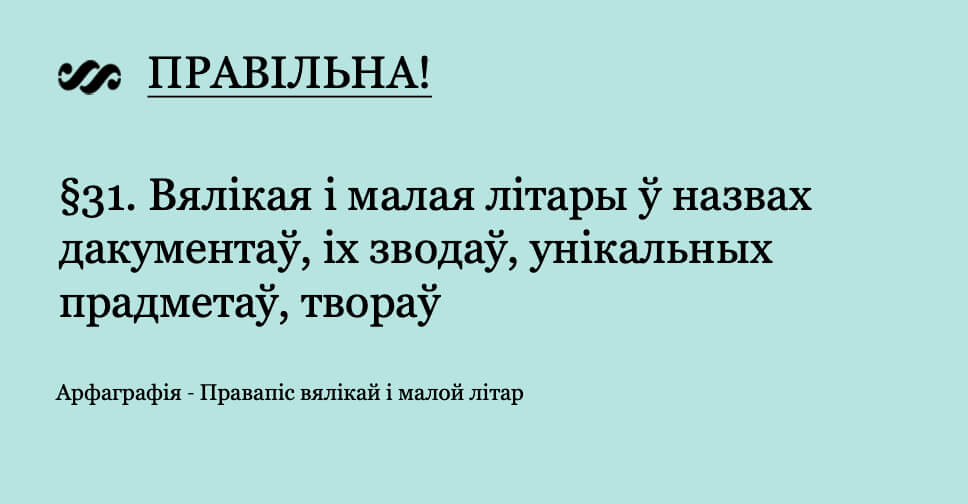 ПРАВІЛЬНА!
§31. Вялікая і малая літары ў назвах
дакументаў, іх зводаў, унікальных
прадметаў, твораў
Арфаграфія - Правапіс вялікай і малой літар